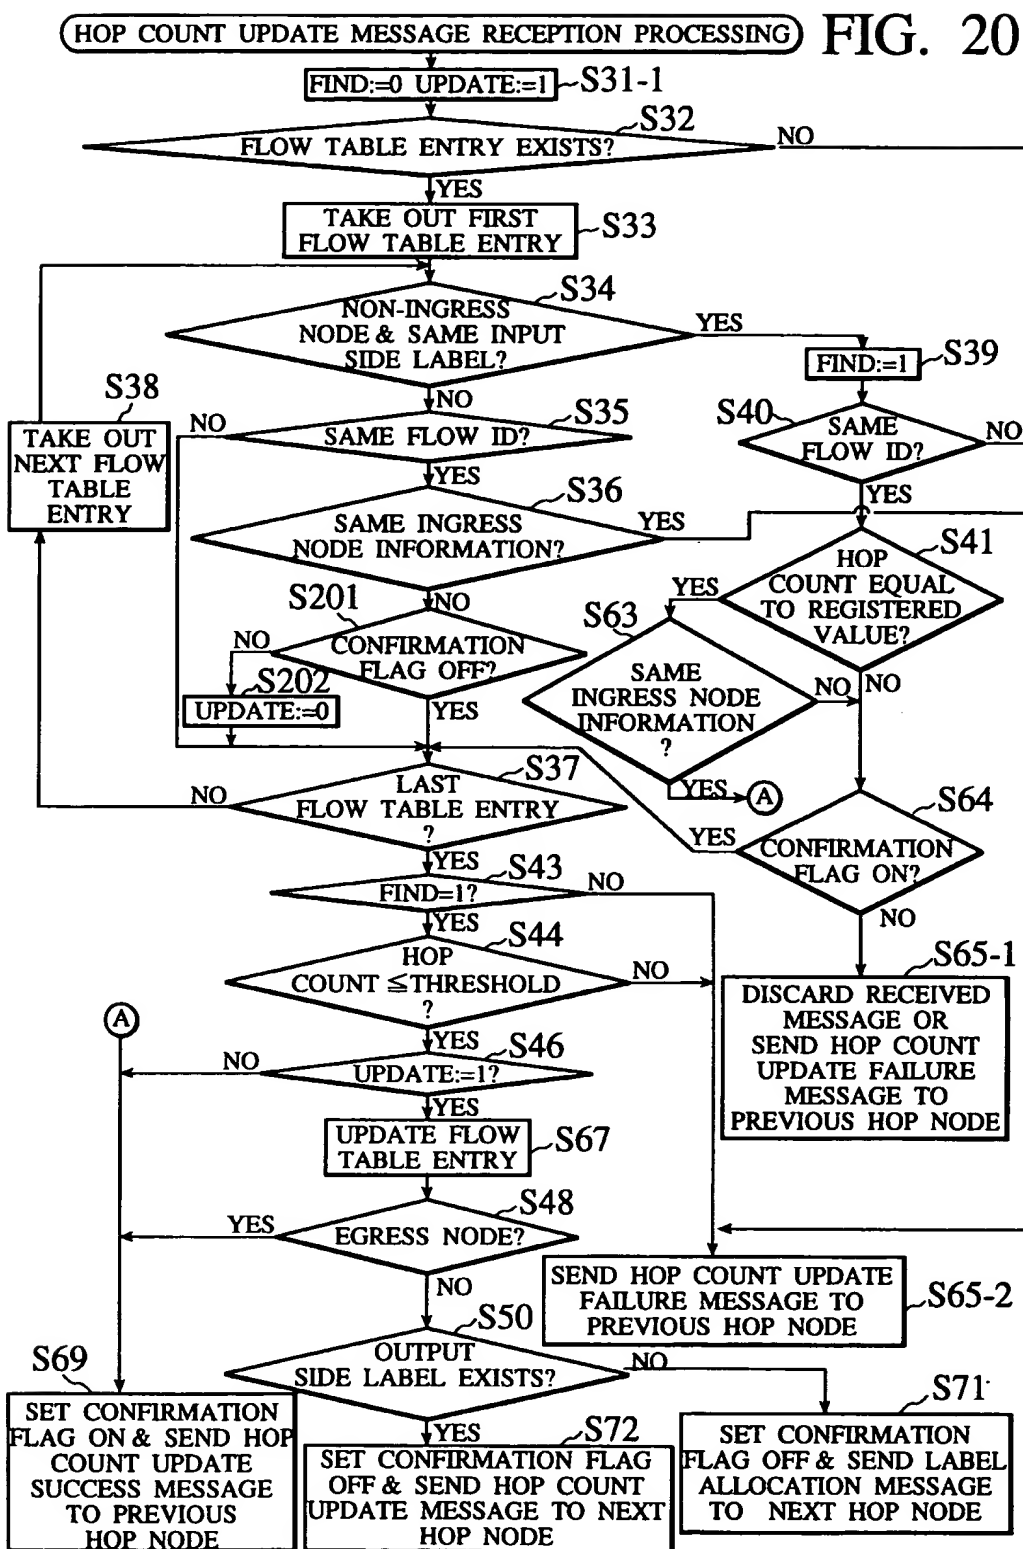 HOP COUNT UPDATE MESSAGE RECEPTION PROCESSING
FIG. 20
FIND:=0 UPDATE:=1
S31-1
S32
FLOW TABLE ENTRY EXISTS?
NO
YES
TAKE OUT FIRST
FLOW TABLE ENTRY
S33
S34
NON-INGRESS
NODE & SAME INPUT
SIDE LABEL?
YES
NO
FIND:=1
S39
S38
TAKE OUT
NEXT FLOW
TABLE
ENTRY
NO
S35
SAME FLOW ID?
YES
S40
SAME
FLOW ID?
NO
YES
S36
SAME INGRESS
NODE INFORMATION?
YES
NO
S41
HOP
COUNT EQUAL
TO REGISTERED
VALUE?
YES
NO
S201
CONFIRMATION
FLAG OFF?
NO
YES
S202
UPDATE:=0
S63
SAME
INGRESS NODE
INFORMATION
?
NO
YES
A
S37
LAST
FLOW TABLE ENTRY
?
NO
YES
S64
CONFIRMATION
FLAG ON?
YES
NO
S43
FIND=1?
NO
YES
S44
HOP
COUNT ≦THRESHOLD
?
NO
YES
S65-1
DISCARD RECEIVED
MESSAGE OR
SEND HOP COUNT
UPDATE FAILURE
MESSAGE TO
PREVIOUS HOP NODE
A
S46
UPDATE:=1?
NO
YES
UPDATE FLOW
TABLE ENTRY
S67
S48
EGRESS NODE?
YES
NO
SEND HOP COUNT UPDATE
FAILURE MESSAGE TO
PREVIOUS HOP NODE
S65-2
S50
OUTPUT
SIDE LABEL EXISTS?
NO
YES
S69
SET CONFIRMATION
FLAG ON & SEND HOP
COUNT UPDATE
SUCCESS MESSAGE
TO PREVIOUS
HOP NODE
S72
SET CONFIRMATION FLAG
OFF & SEND HOP COUNT
UPDATE MESSAGE TO NEXT
HOP NODE
S71
SET CONFIRMATION
FLAG OFF & SEND LABEL
ALLOCATION MESSAGE
TO NEXT HOP NODE